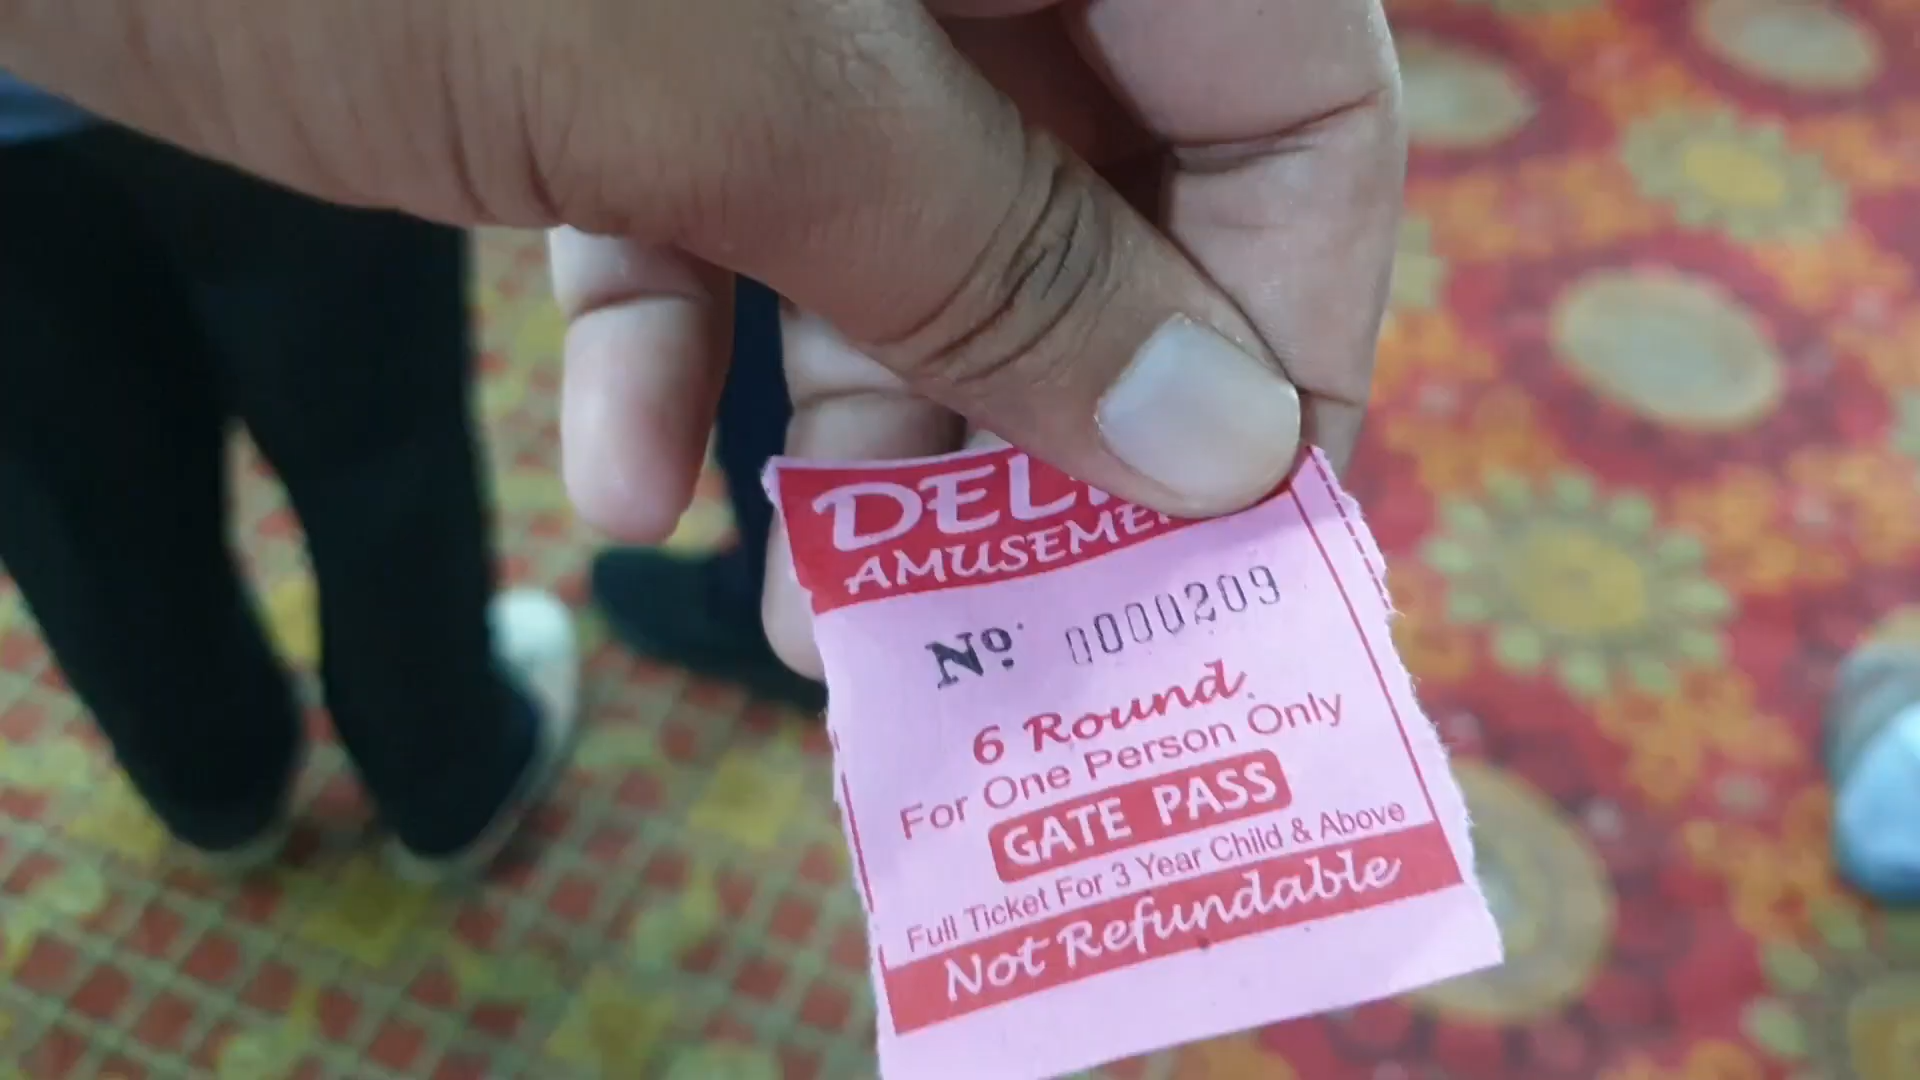 AMUSEME
Nº 0000209
6 Round
For One Person Only
GATE PASS
Full Ticket For 3 Year Child & Above
Not Refundable